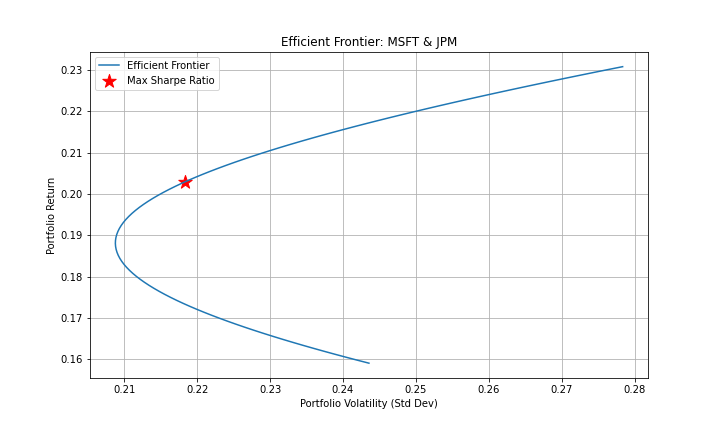 Efficient Frontier: MSFT & JPM
Efficient Frontier
Max Sharpe Ratio
Portfolio Return
0.23
0.22
0.21
0.20
0.19
0.18
0.17
0.16
0.21 0.22 0.23 0.24 0.25 0.26 0.27 0.28
Portfolio Volatility (Std Dev)